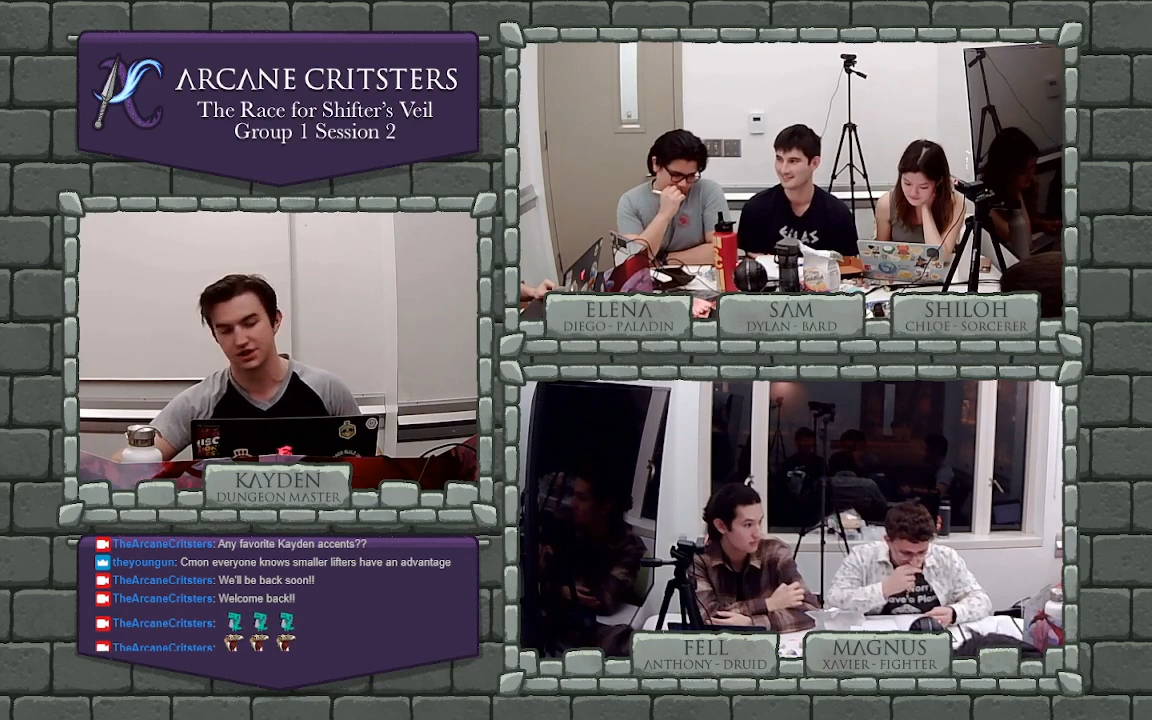 ARCANE CRITSTERS
The Race for Shifter's Veil
Group 1 Session 2
ELENA
DIEGO - PALADIN
SAM
DYLAN - BARD
SHILOH
CHLOE - SORCERER
KAYDEN
DUNGEON MASTER
TheArcaneCritsters: Any favorite Kayden accents??
theyoungun: Cmon everyone knows smaller lifters have an advantage
TheArcaneCritsters: We'll be back soon!!
TheArcaneCritsters: Welcome back!!
TheArcaneCritsters:
TheArcaneCritsters:
FELL
ANTHONY - DRUID
MAGNUS
XAVIER - FIGHTER